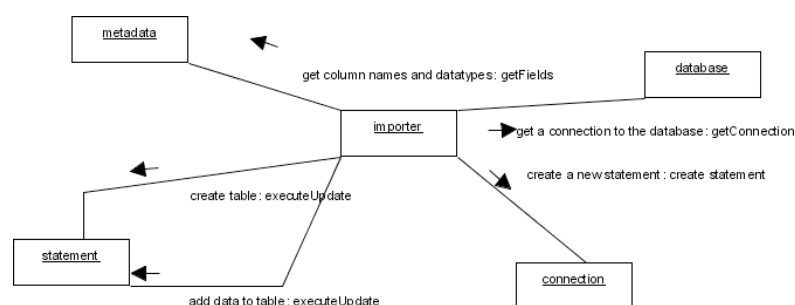 metadata
get column names and datatypes: getFields
database
importer
get a connection to the database : getConnection
create a new statement : create statement
create table : executeUpdate
statement
connection
add data to table : executeUpdate